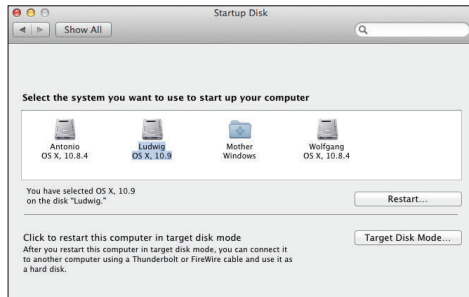 Startup Disk
Show All
Select the system you want to use to start up your computer
Antonio
OS X, 10.8.4
Ludwig
OS X, 10.9
Mother
Windows
Wolfgang
OS X, 10.8.4
You have selected OS X, 10.9
on the disk "Ludwig."
Restart...
Click to restart this computer in target disk mode
Target Disk Mode...
After you restart this computer in target disk mode, you can connect it
to another computer using a Thunderbolt or FireWire cable and use it as
a hard disk.